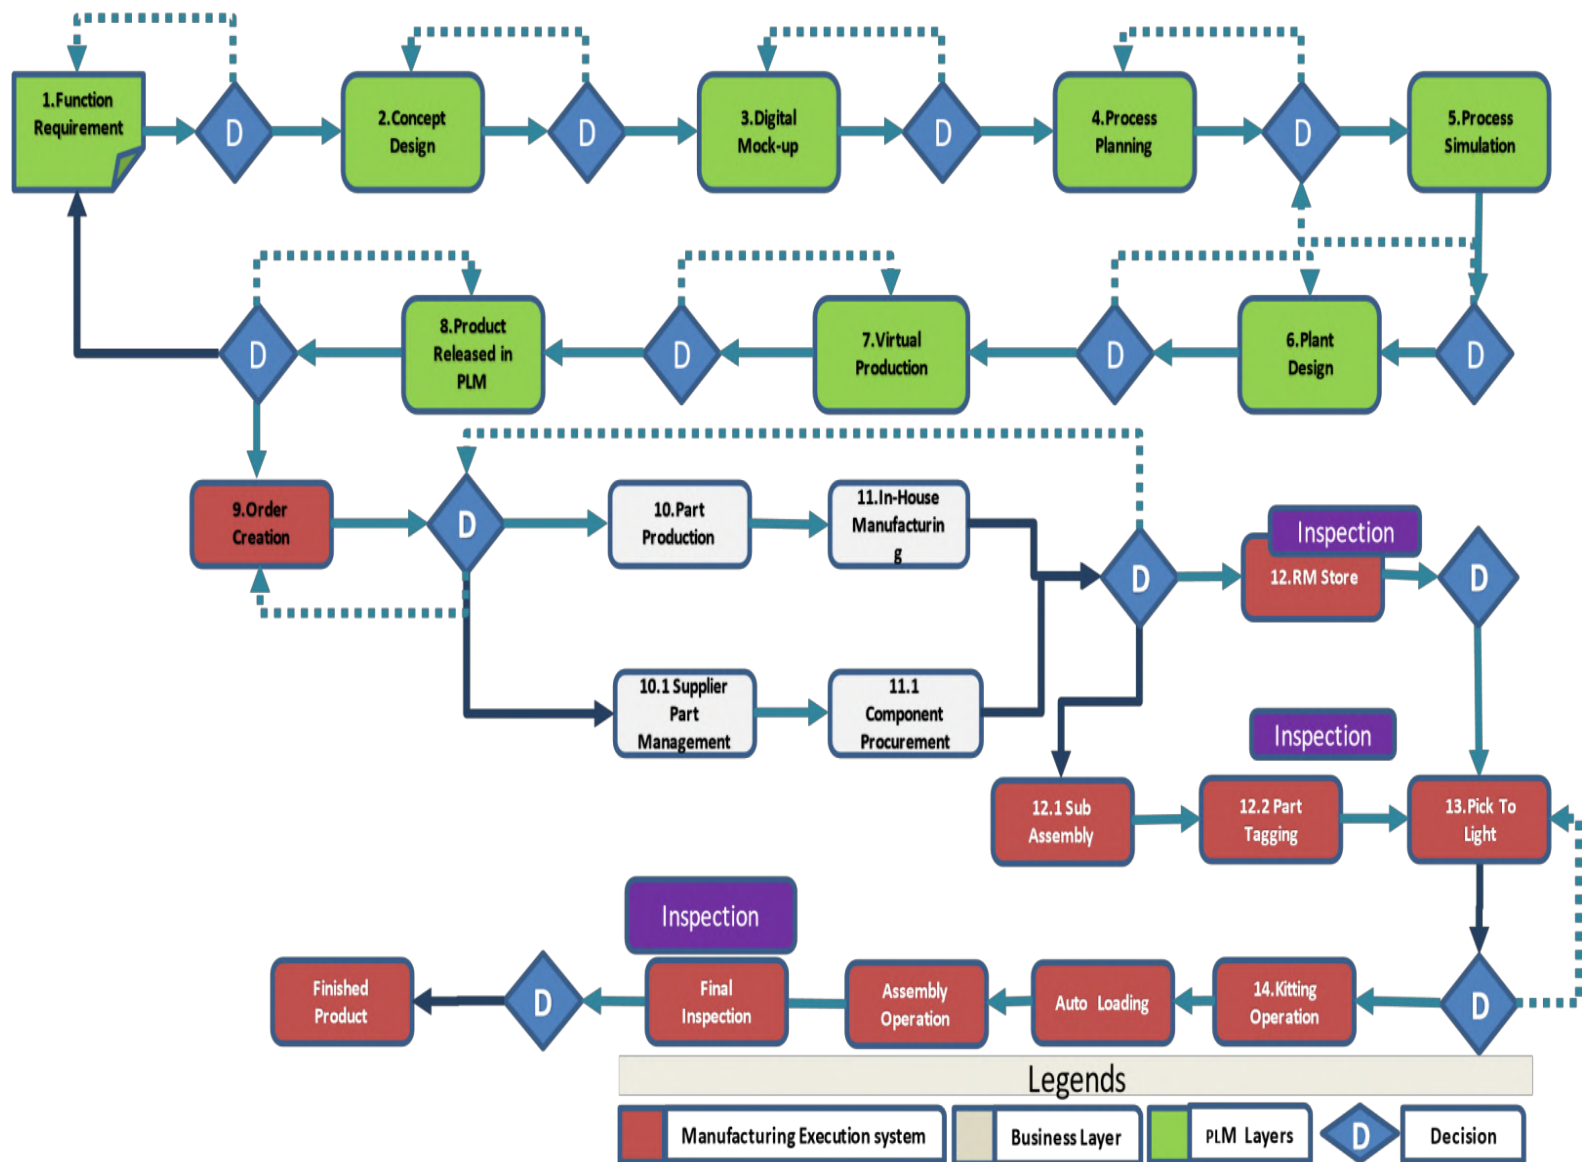 1.Function
Requirement
D
2.Concept
Design
D
3.Digital
Mock-up
D
4.Process
Planning
D
5.Process
Simulation
D
8.Product
Released in
PLM
D
7.Virtual
Production
D
6.Plant
Design
D
9.Order
Creation
D
10.Part
Production
11.In-House
Manufacturin
g
D
Inspection
12.RM Store
D
10.1 Supplier
Part
Management
11.1
Component
Procurement
Inspection
12.1 Sub
Assembly
12.2 Part
Tagging
13.Pick To
Light
Inspection
Finished
Product
D
Final
Inspection
Assembly
Operation
Auto Loading
14.Kitting
Operation
D
Legends
Manufacturing Execution system
Business Layer
PLM Layers
D
Decision